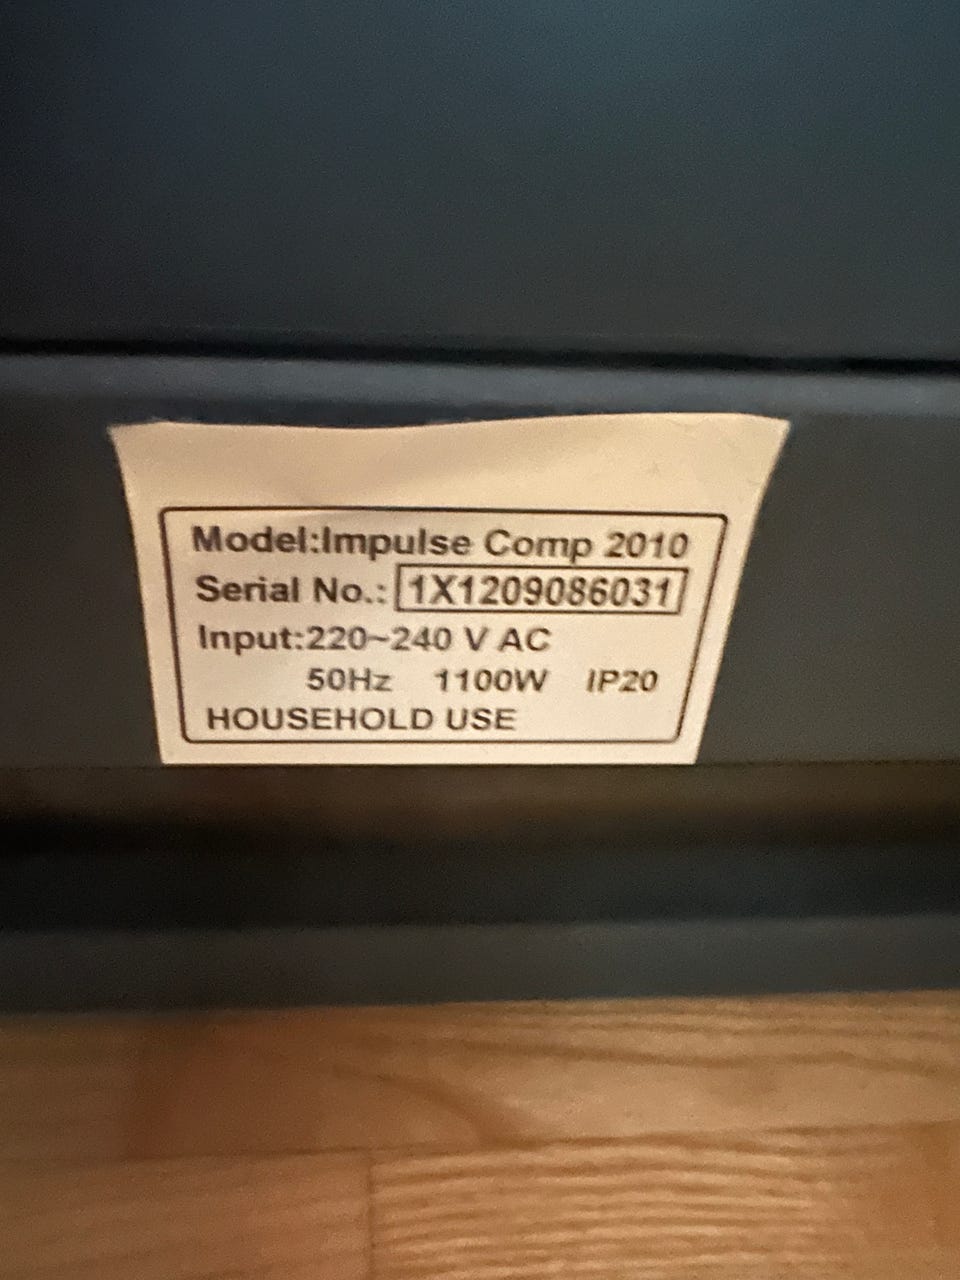 Model:Impulse Comp 2010
Serial No.: 1X1209086031
Input:220~240 V AC
50Hz 1100W IP20
HOUSEHOLD USE